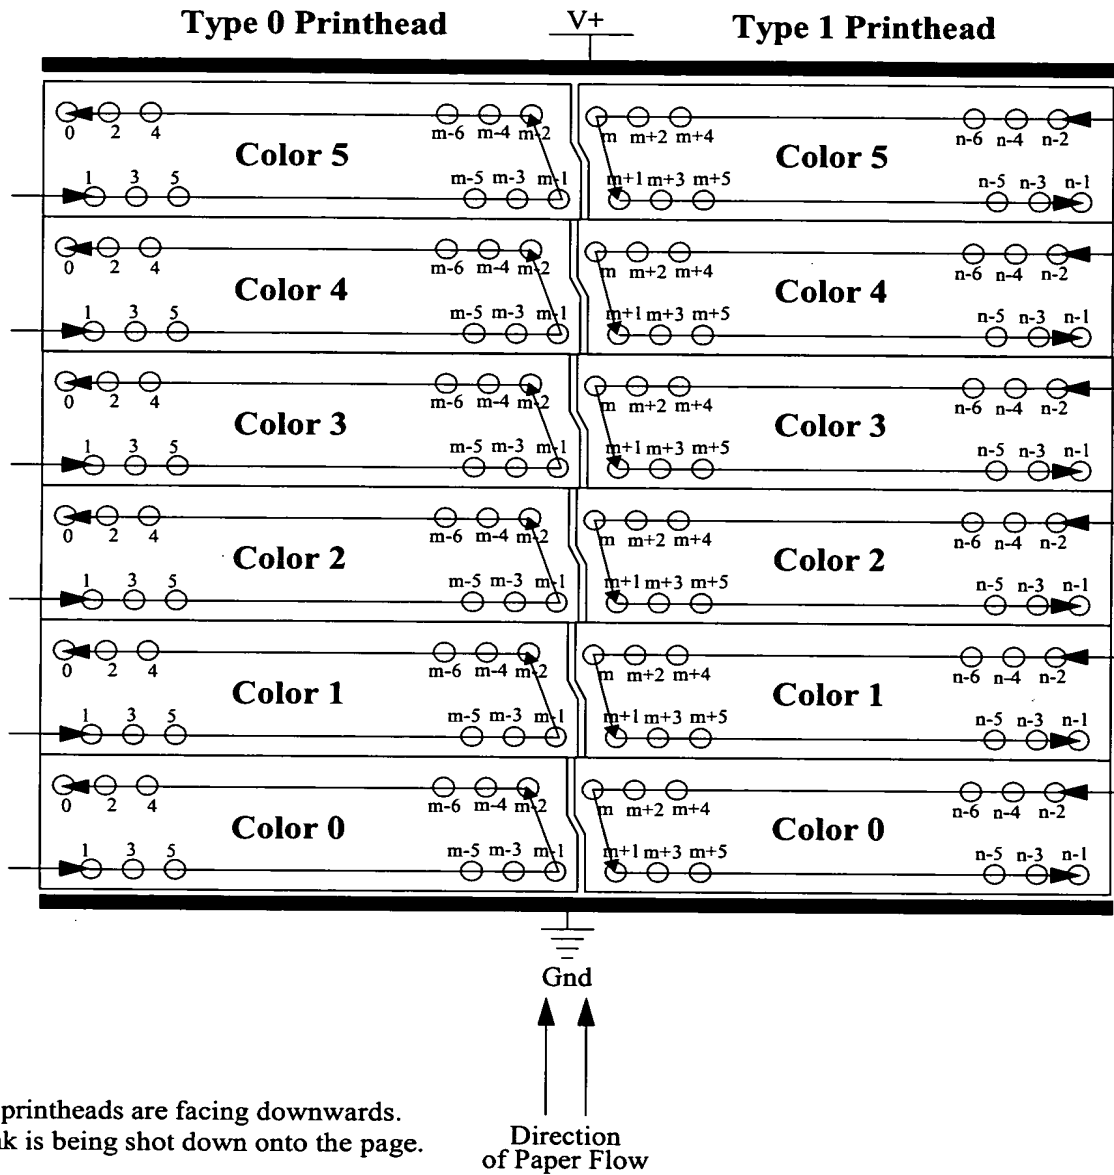 Type 0 Printhead V+ Type 1 Printhead
0 2 4 m-6 m-4 m-2 m m+2 m+4 n-6 n-4 n-2
Color 5 Color 5
1 3 5 m-5 m-3 m-1 m+1 m+3 m+5 n-5 n-3 n-1
0 2 4 m-6 m-4 m-2 m m+2 m+4 n-6 n-4 n-2
Color 4 Color 4
1 3 5 m-5 m-3 m-1 m+1 m+3 m+5 n-5 n-3 n-1
0 2 4 m-6 m-4 m-2 m m+2 m+4 n-6 n-4 n-2
Color 3 Color 3
1 3 5 m-5 m-3 m-1 m+1 m+3 m+5 n-5 n-3 n-1
0 2 4 m-6 m-4 m-2 m m+2 m+4 n-6 n-4 n-2
Color 2 Color 2
1 3 5 m-5 m-3 m-1 m+1 m+3 m+5 n-5 n-3 n-1
0 2 4 m-6 m-4 m-2 m m+2 m+4 n-6 n-4 n-2
Color 1 Color 1
1 3 5 m-5 m-3 m-1 m+1 m+3 m+5 n-5 n-3 n-1
0 2 4 m-6 m-4 m-2 m m+2 m+4 n-6 n-4 n-2
Color 0 Color 0
1 3 5 m-5 m-3 m-1 m+1 m+3 m+5 n-5 n-3 n-1
Gnd
printheads are facing downwards.
is being shot down onto the page.
Direction
of Paper Flow